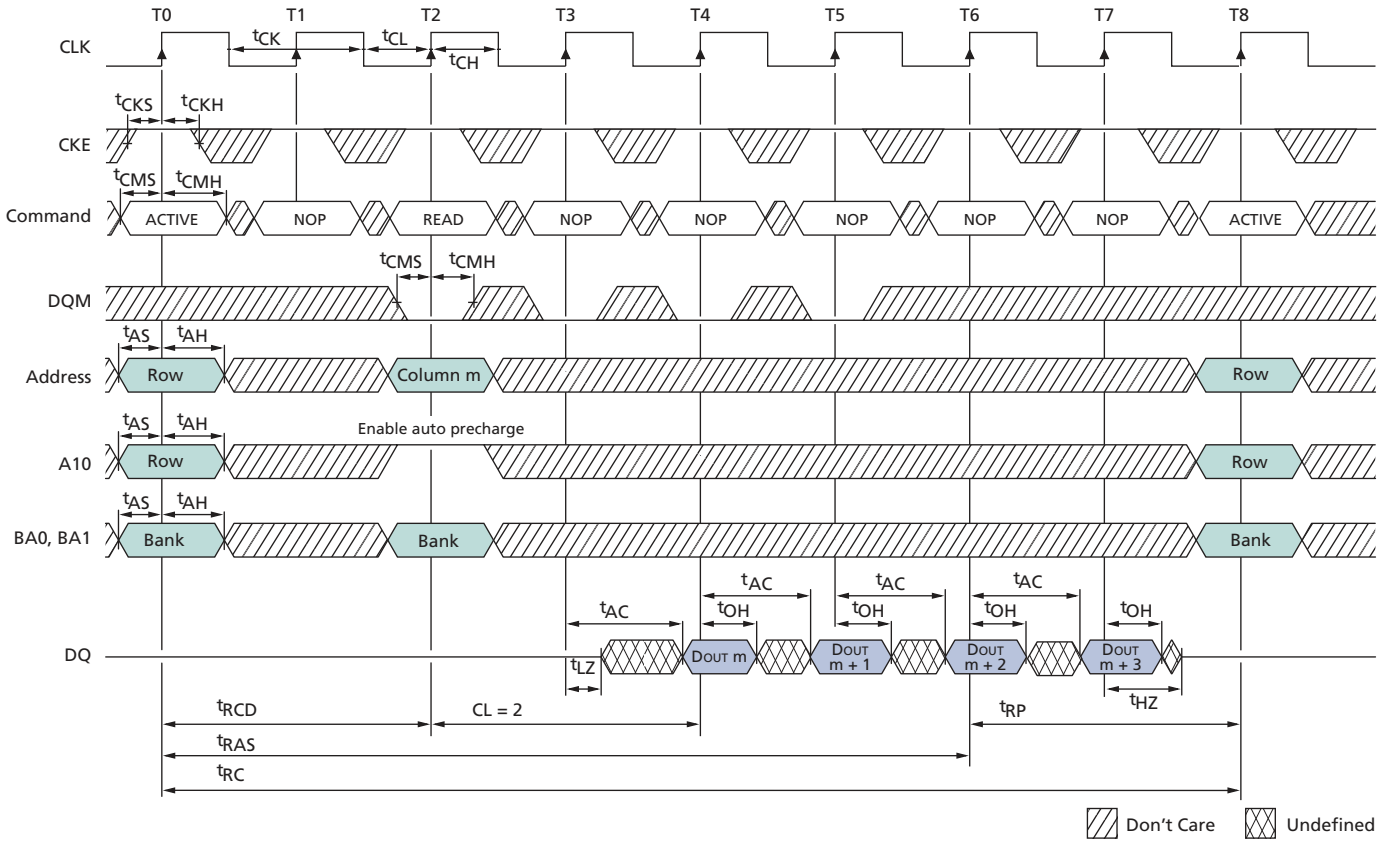 T0 T1 T2 T3 T4 T5 T6 T7 T8
CLK
tCK tCL
tCH
tCKS tCKH
CKE
tCMS tCMH
Command ACTIVE NOP READ NOP NOP NOP NOP NOP ACTIVE
tCMS tCMH
DQM
tAS tAH
Address Row Column m Row
tAS tAH
Enable auto precharge
A10 Row Row
tAS tAH
BA0, BA1 Bank Bank Bank
tAC tAC tAC
tAC tOH tOH tOH tOH
DQ DOUT m DOUT m + 1 DOUT m + 2 DOUT m + 3
tLZ tHZ
tRCD CL = 2 tRP
tRAS
tRC
Don't Care Undefined